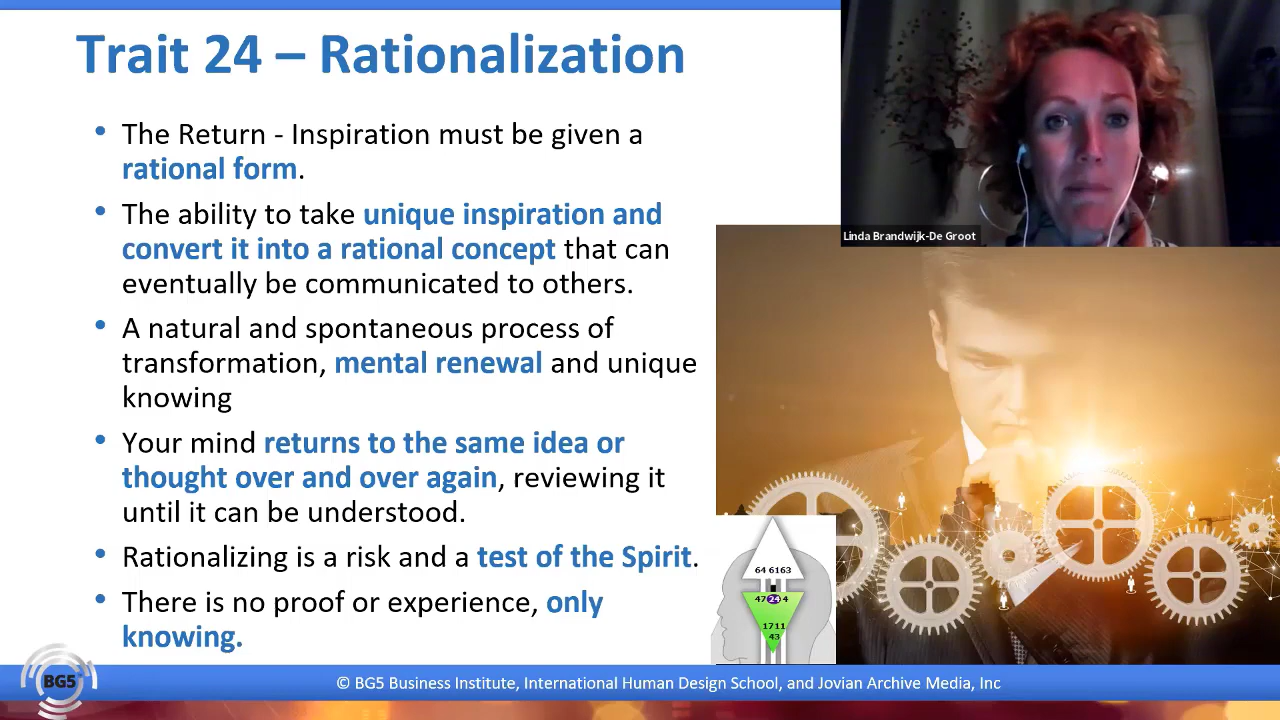 Trait 24 – Rationalization
• The Return - Inspiration must be given a
rational form.
• The ability to take unique inspiration and
convert it into a rational concept that can
eventually be communicated to others.
• A natural and spontaneous process of
transformation, mental renewal and unique
knowing
• Your mind returns to the same idea or
thought over and over again, reviewing it
until it can be understood.
• Rationalizing is a risk and a test of the Spirit.
• There is no proof or experience, only
knowing.
Linda Brandwijk-De Groot
64 6163
47 24 4
1711
43
BG5
© BG5 Business Institute, International Human Design School, and Jovian Archive Media, Inc